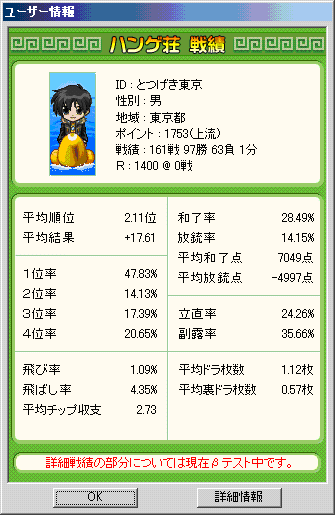 ユーザー情報
ハンゲ荘 戦績
ID : とつげき東京
性別 : 男
地域 : 東京都
ポイント : 1753(上流)
戦績 : 161戦 97勝 63負 1分
R : 1400 @ 0戦
平均順位 2.11位
平均結果 +17.61
1位率 47.83%
2位率 14.13%
3位率 17.39%
4位率 20.65%
飛び率 1.09%
飛ばし率 4.35%
平均チップ収支 2.73
和了率 28.49%
放銃率 14.15%
平均和了点 7049点
平均放銃点 -4997点
立直率 24.26%
副露率 35.66%
平均ドラ枚数 1.12枚
平均裏ドラ枚数 0.57枚
詳細戦績の部分については現在βテスト中です。
OK
詳細情報